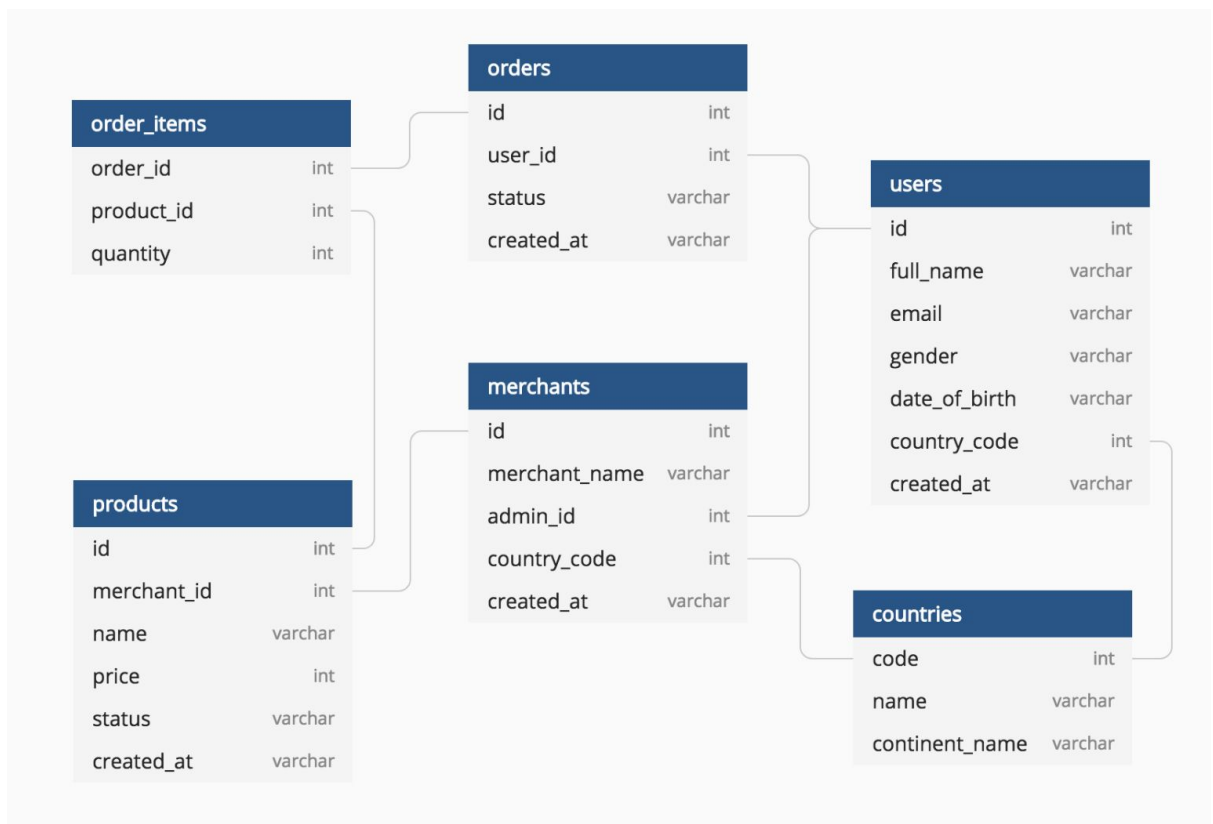 order_items
order_id int
product_id int
quantity int
orders
id int
user_id int
status varchar
created_at varchar
users
id int
full_name varchar
email varchar
gender varchar
date_of_birth varchar
country_code int
created_at varchar
merchants
id int
merchant_name varchar
admin_id int
country_code int
created_at varchar
products
id int
merchant_id int
name varchar
price int
status varchar
created_at varchar
countries
code int
name varchar
continent_name varchar